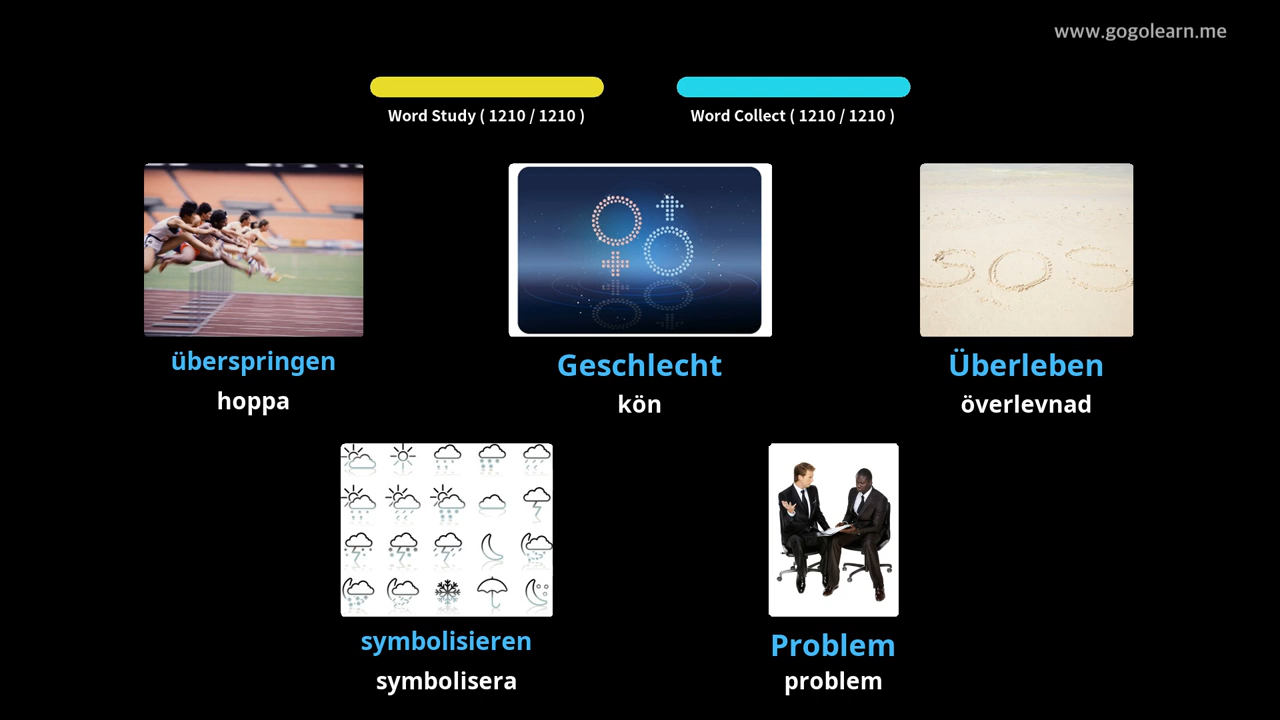 www.gogolearn.me
Word Study ( 1210 / 1210 )
Word Collect ( 1210 / 1210 )
überspringen
hoppa
Geschlecht
kön
SOS
Überleben
överlevnad
symbolisieren
symbolisera
Problem
problem